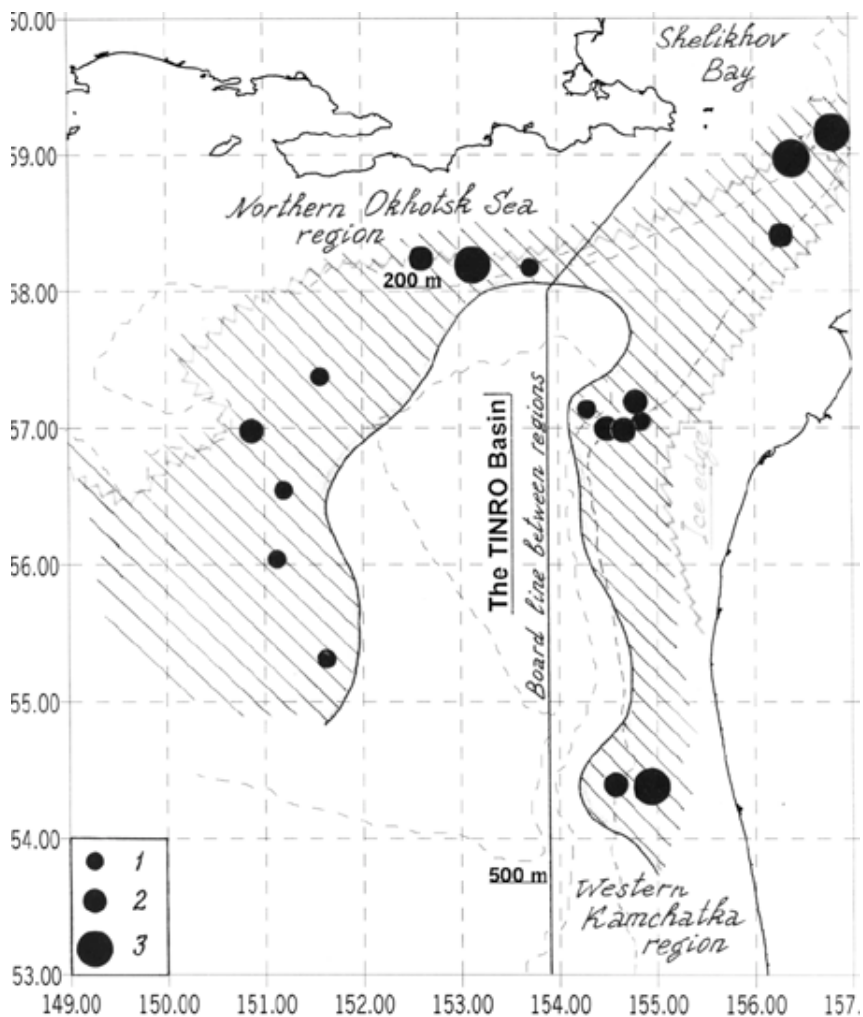 50.00
Shelikhov
Bay
59.00
Northern Okhotsk Sea
region
200 m
58.00
57.00
The TINRO Basin
Board line between regions
Ice edge
56.00
55.00
54.00
1
2
3
500 m
Western
Kamchatka
region
53.00
149.00 150.00 151.00 152.00 153.00 154.00 155.00 156.00 157.